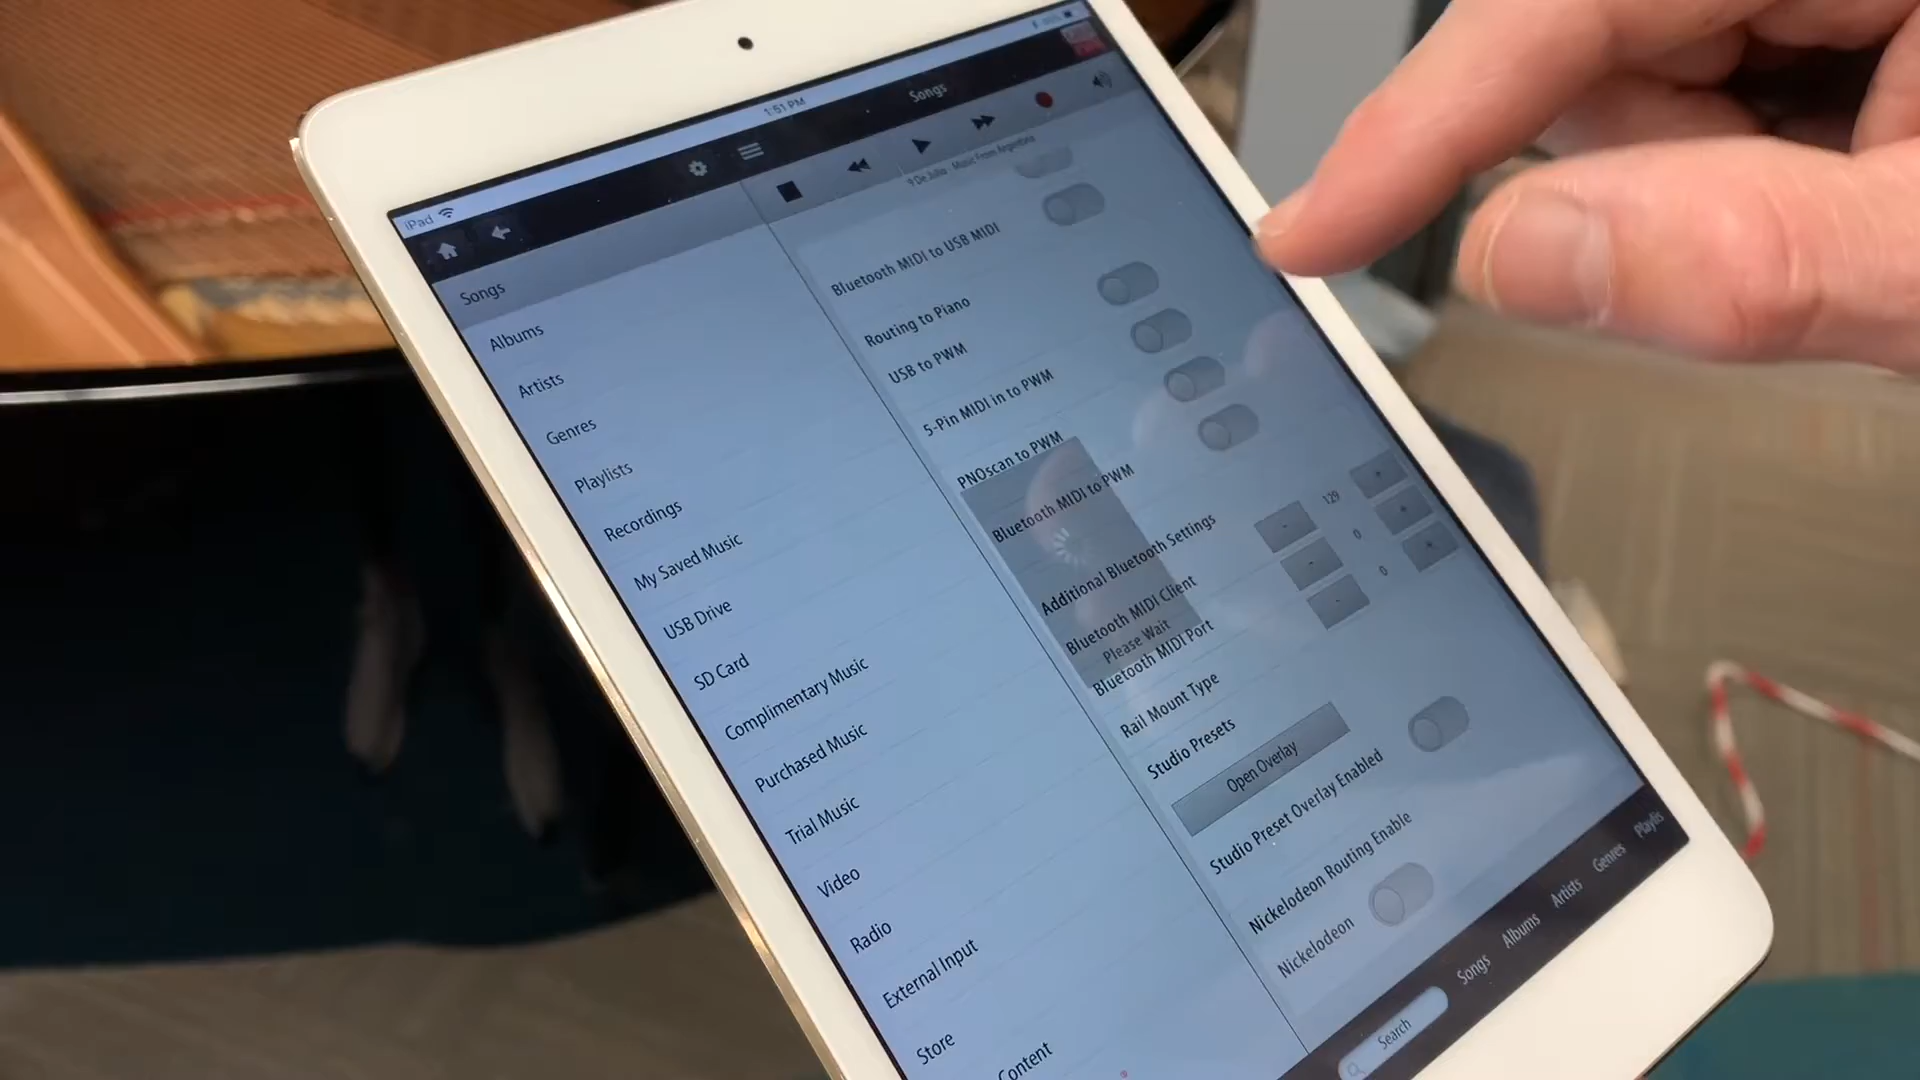 iPad
1:51 PM
Songs
9 De Julio - Music From Argentina
Songs
Albums
Artists
Genres
Playlists
Recordings
My Saved Music
USB Drive
SD Card
Complimentary Music
Purchased Music
Trial Music
Video
Radio
External Input
Store
Content
Bluetooth MIDI to USB MIDI
Routing to Piano
USB to PWM
5-Pin MIDI in to PWM
PNOscan to PWM
Bluetooth MIDI to PWM
Additional Bluetooth Settings
Bluetooth MIDI Client
- 129 +
Please Wait
Bluetooth MIDI Port
- 0 +
Rail Mount Type
- 0 +
Studio Presets
Open Overlay
Studio Preset Overlay Enabled
Nickelodeon Routing Enable
Nickelodeon
Search
Songs
Albums
Artists
Genres
Playlis